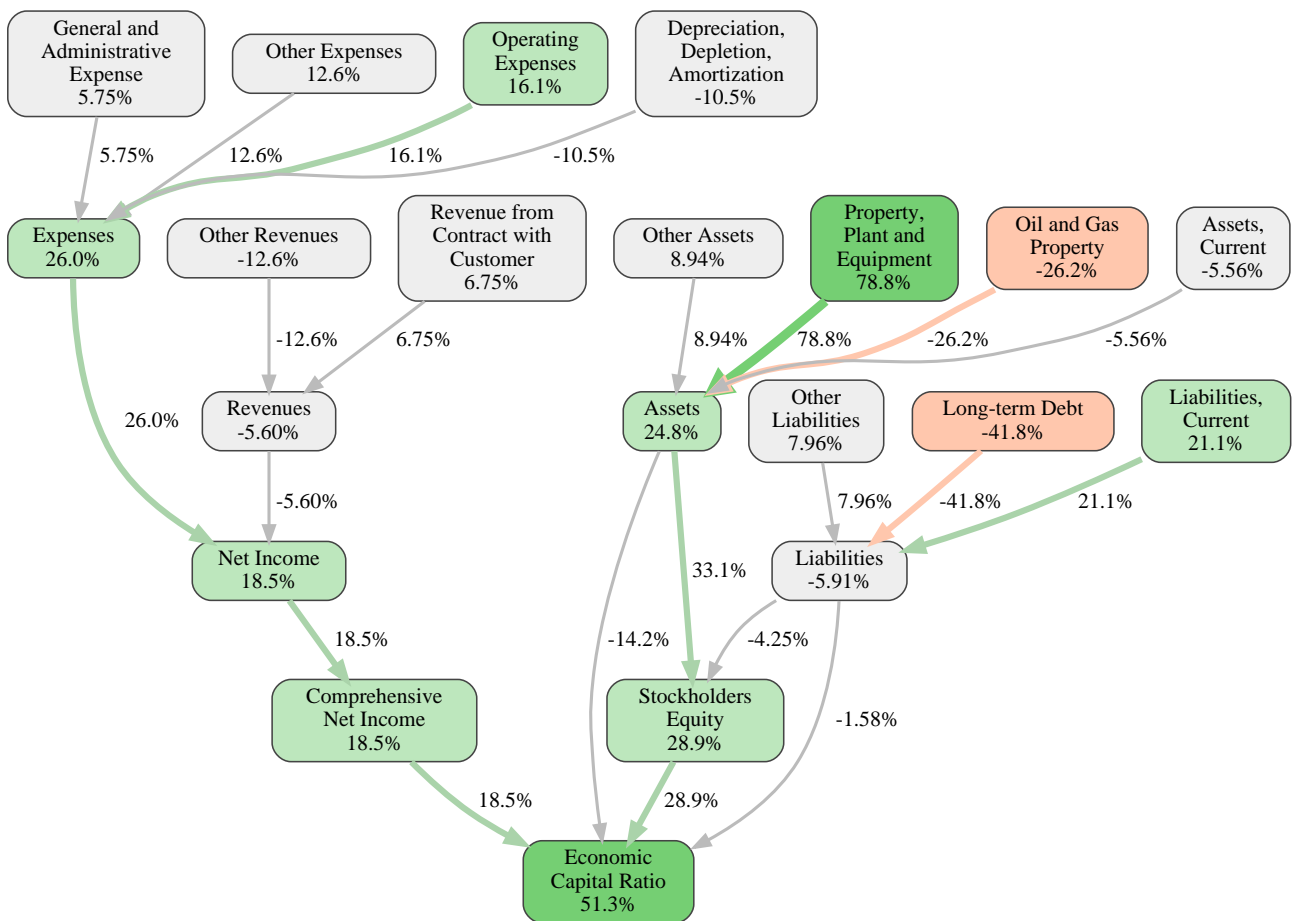 General and
Administrative
Expense
5.75%
Other Expenses
12.6%
Operating
Expenses
16.1%
Depreciation,
Depletion,
Amortization
-10.5%
5.75%
12.6%
16.1%
-10.5%
Expenses
26.0%
Other Revenues
-12.6%
Revenue from
Contract with
Customer
6.75%
Other Assets
8.94%
Property,
Plant and
Equipment
78.8%
Oil and Gas
Property
-26.2%
Assets,
Current
-5.56%
-12.6%
6.75%
8.94%
78.8%
-26.2%
-5.56%
26.0%
Revenues
-5.60%
Assets
24.8%
Other
Liabilities
7.96%
Long-term Debt
-41.8%
Liabilities,
Current
21.1%
-5.60%
7.96%
-41.8%
21.1%
Net Income
18.5%
33.1%
Liabilities
-5.91%
18.5%
-14.2%
-4.25%
Comprehensive
Net Income
18.5%
Stockholders
Equity
28.9%
-1.58%
18.5%
28.9%
Economic
Capital Ratio
51.3%